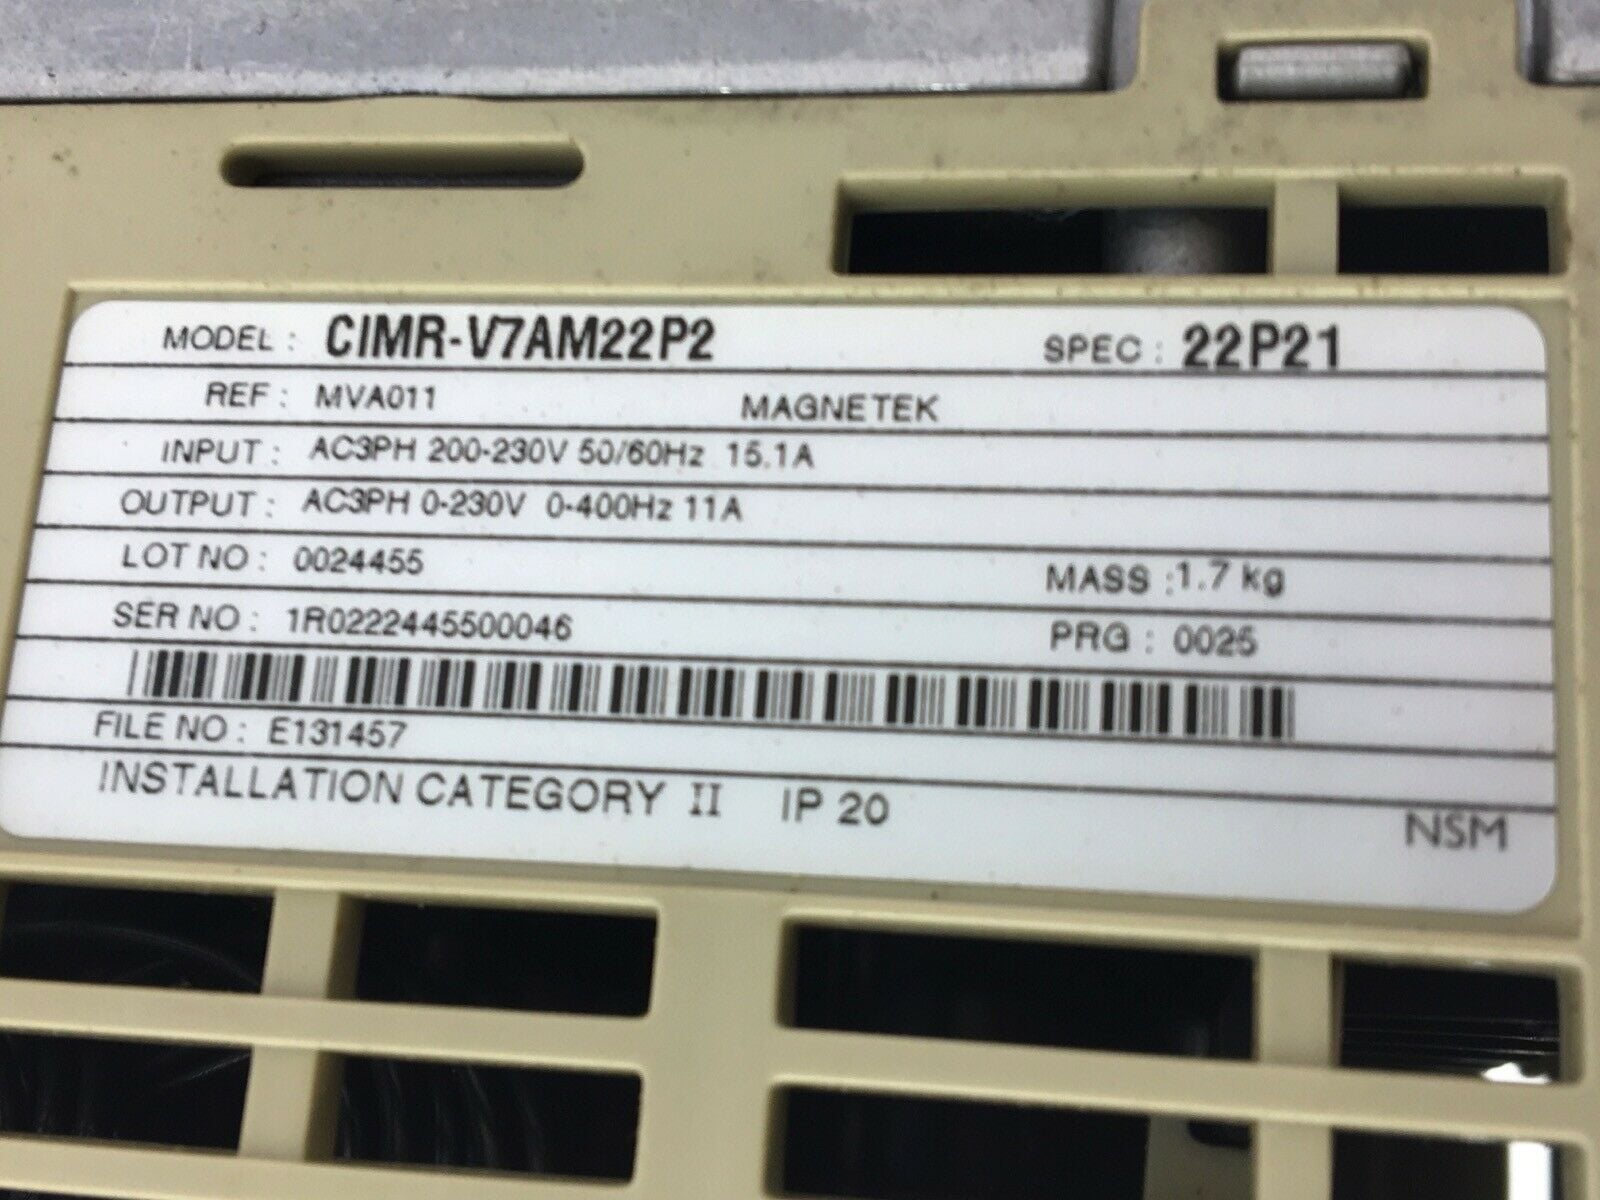 MODEL : CIMR-V7AM22P2 SPEC : 22P21
REF : MVA011 MAGNETEK
INPUT : AC3PH 200-230V 50/60Hz 15.1A
OUTPUT : AC3PH 0-230V 0-400Hz 11A
LOT NO : 0024455 MASS : 1.7 kg
SER NO : 1R0222445500046 PRG : 0025
FILE NO : E131457
INSTALLATION CATEGORY II IP 20
NSM